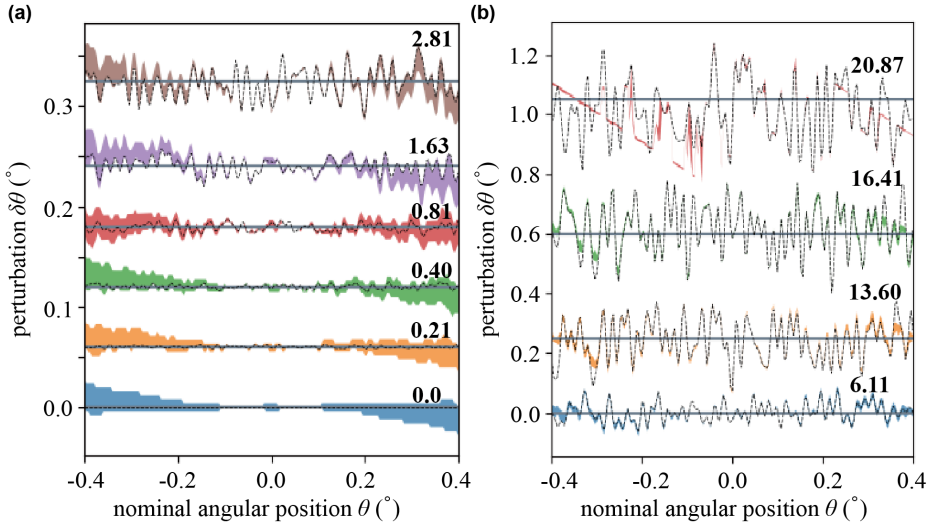 (a)
(b)
perturbation δθ (°)
0.3
0.2
0.1
0.0
2.81
1.63
0.81
0.40
0.21
0.0
-0.4 -0.2 0.0 0.2 0.4
nominal angular position θ (°)
perturbation δθ (°)
1.2
1.0
0.8
0.6
0.4
0.2
0.0
20.87
16.41
13.60
6.11
-0.4 -0.2 0.0 0.2 0.4
nominal angular position θ (°)